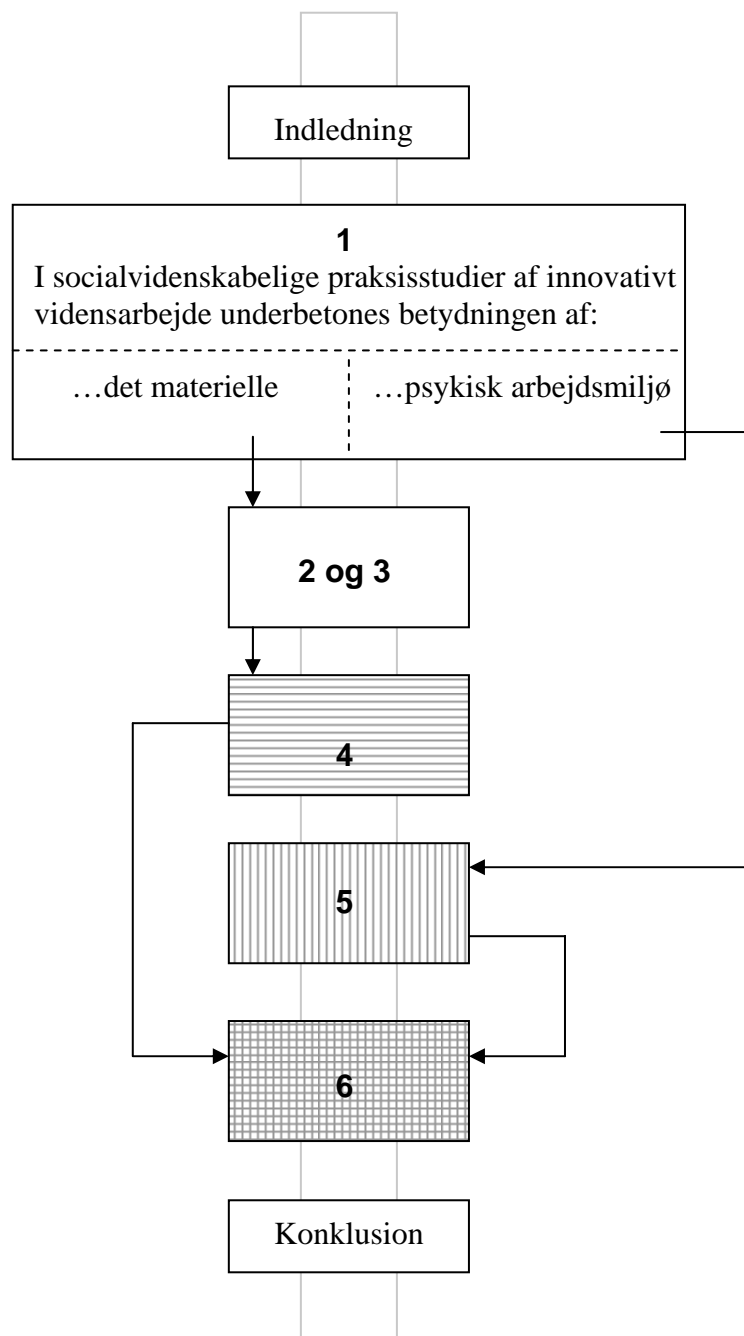 Indledning
1
I socialvidenskabelige praksisstudier af innovativt
vidensarbejde underbetones betydningen af:
…det materielle
…psykisk arbejdsmiljø
2 og 3
4
5
6
Konklusion